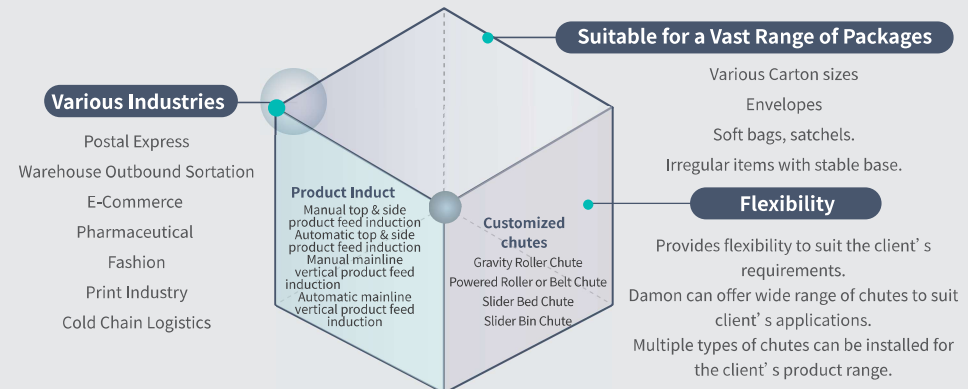 Various Industries
Postal Express
Warehouse Outbound Sortation
E-Commerce
Pharmaceutical
Fashion
Print Industry
Cold Chain Logistics
Product Induct
Manual top & side
product feed induction
Automatic top & side
product feed induction
Manual mainline
vertical product feed
induction
Automatic mainline
vertical product feed
induction
Customized
chutes
Gravity Roller Chute
Powered Roller or Belt Chute
Slider Bed Chute
Slider Bin Chute
Suitable for a Vast Range of Packages
Various Carton sizes
Envelopes
Soft bags, satchels.
Irregular items with stable base.
Flexibility
Provides flexibility to suit the client’s
requirements.
Damon can offer wide range of chutes to suit
client’s applications.
Multiple types of chutes can be installed for
the client’s product range.